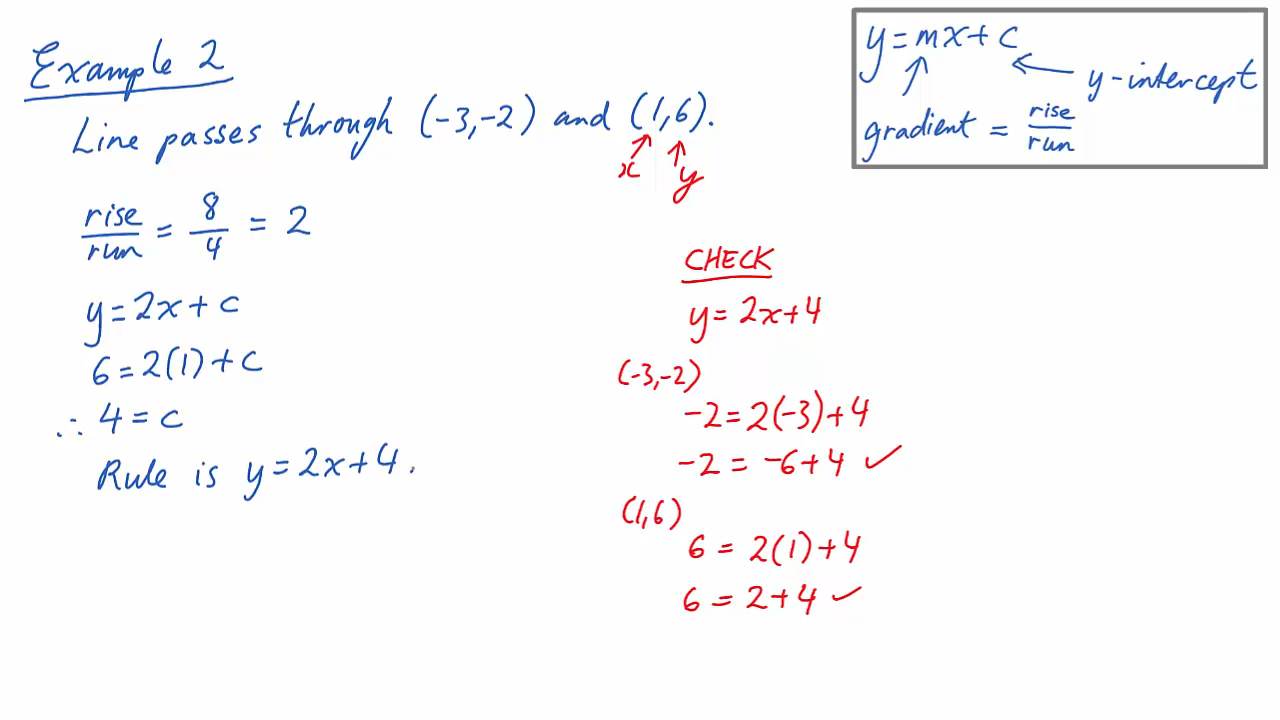 Example 2
Line passes through (-3,-2) and (1,6).
x y
rise/run = 8/4 = 2
y=2x+c
6=2(1)+c
∴ 4=c
Rule is y=2x+4.
y=mx+c
y-intercept
gradient = rise/run
CHECK
y=2x+4
(-3,-2)
-2=2(-3)+4
-2=-6+4 ✓
(1,6)
6=2(1)+4
6=2+4 ✓